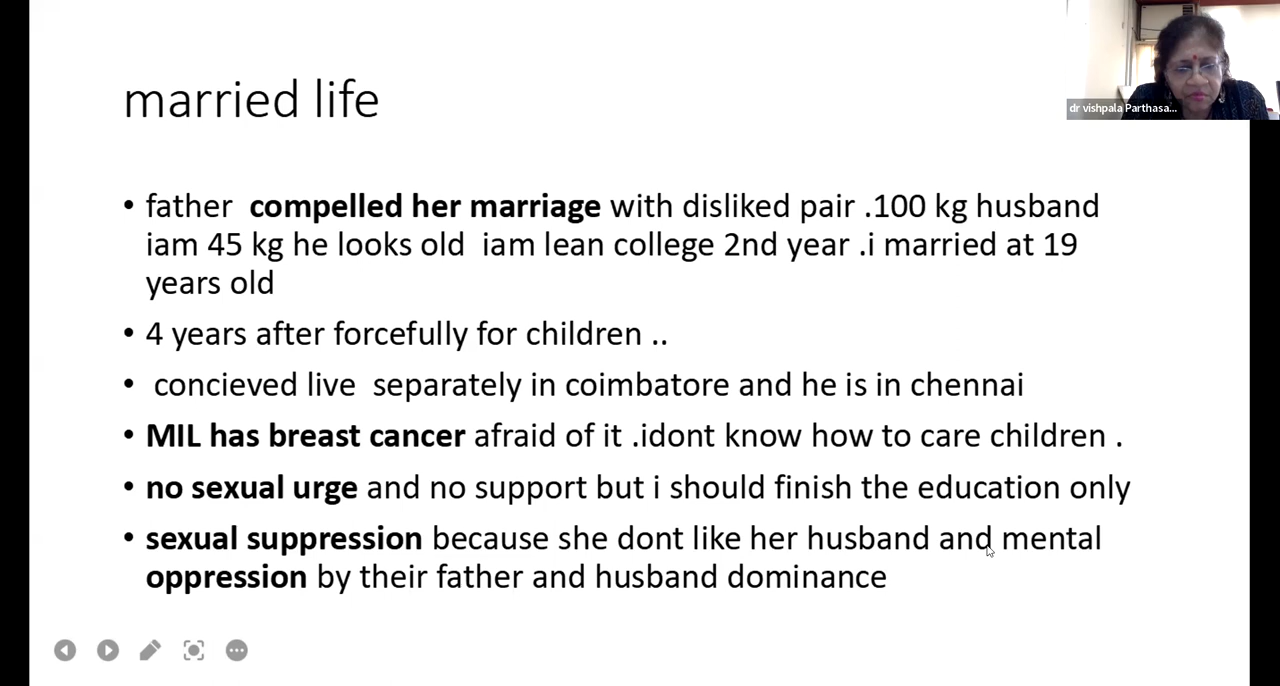 married life
dr vishpala Parthasa...
• father compelled her marriage with disliked pair .100 kg husband
iam 45 kg he looks old iam lean college 2nd year .i married at 19
years old
• 4 years after forcefully for children ..
• concieved live separately in coimbatore and he is in chennai
• MIL has breast cancer afraid of it .idont know how to care children .
• no sexual urge and no support but i should finish the education only
• sexual suppression because she dont like her husband and mental
oppression by their father and husband dominance